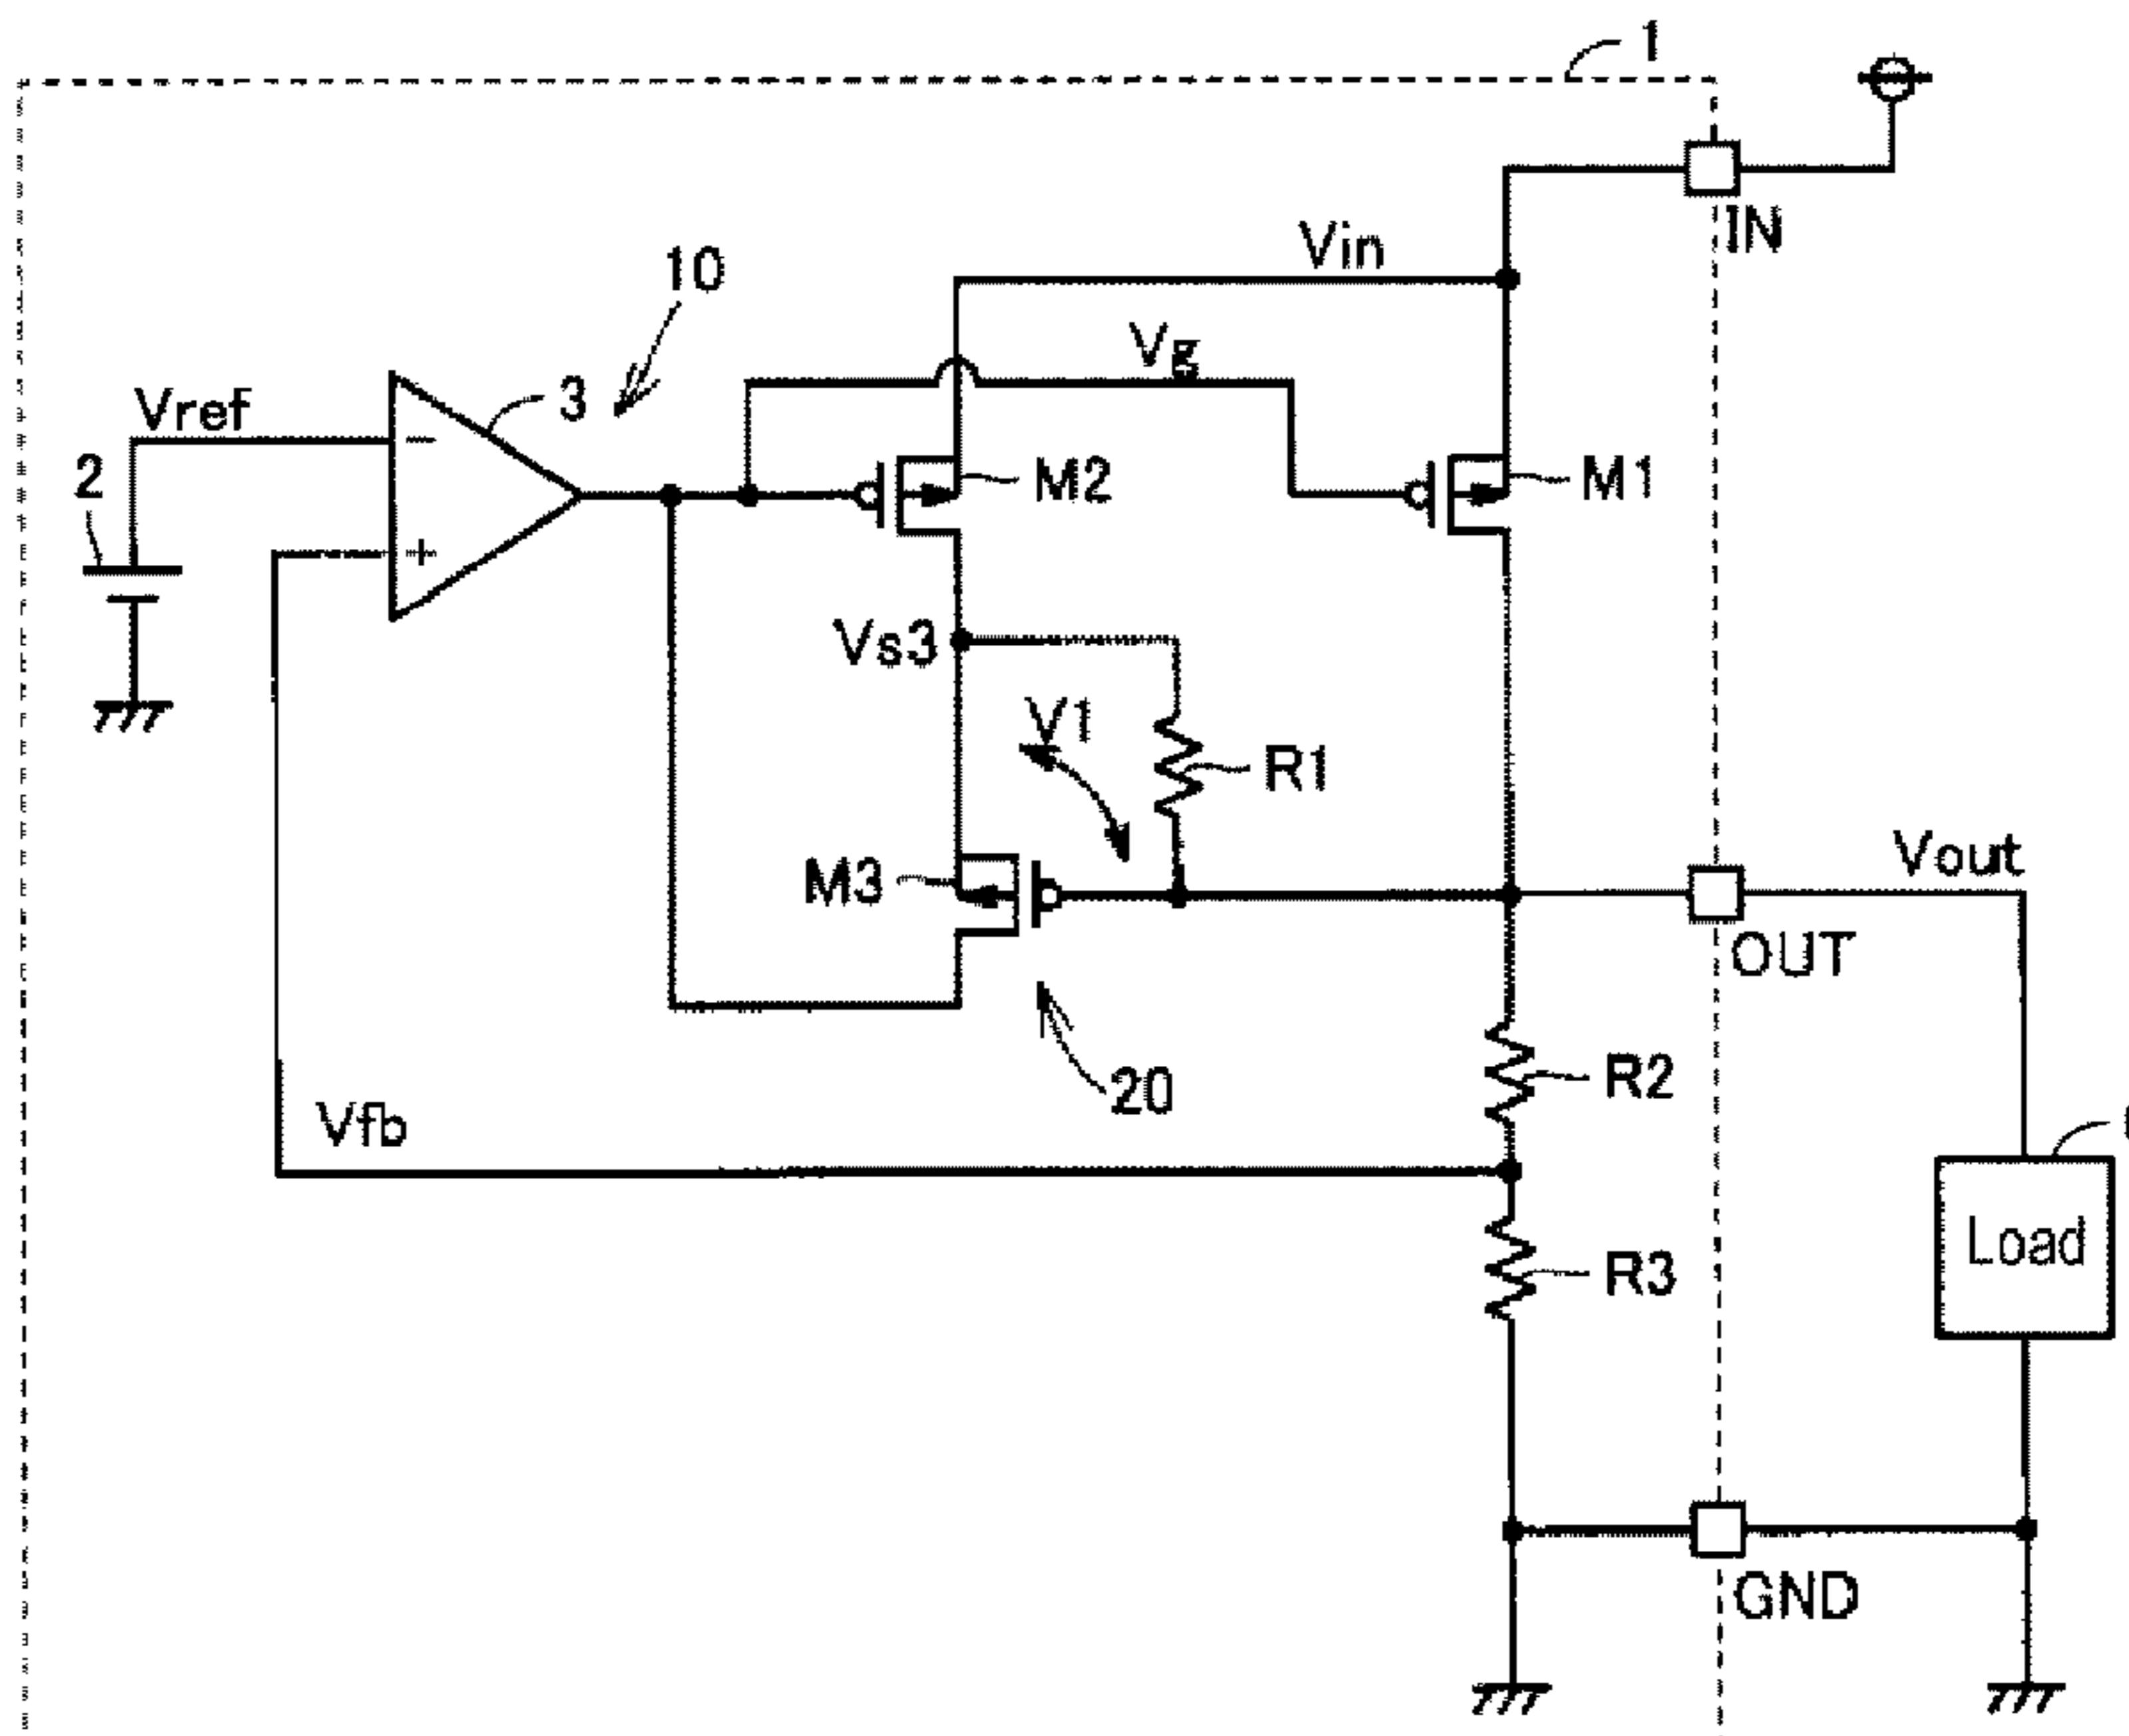 1
IN
Vin
10
Vg
Vref
3
M2
M1
2
−
+
Vs3
V1
R1
M3
Vout
OUT
20
R2
Vfb
Load
R3
GND